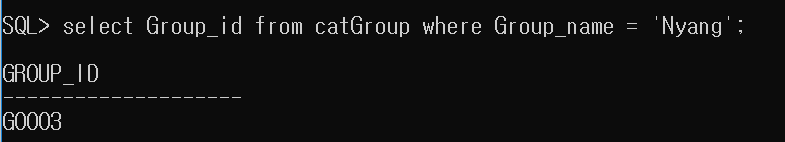 SQL> select Group_id from catGroup where Group_name = 'Nyang';
GROUP_ID
--------------------
G0003